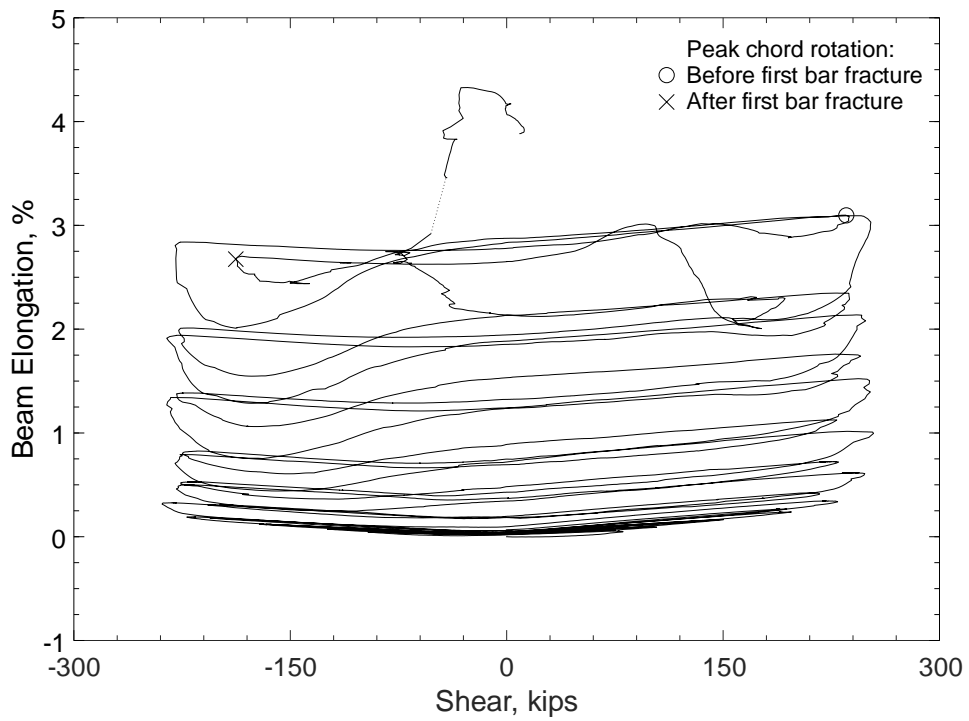 5
4
3
2
1
0
-1
-300
-150
0
150
300
Beam Elongation, %
Shear, kips
Peak chord rotation:
Before first bar fracture
After first bar fracture